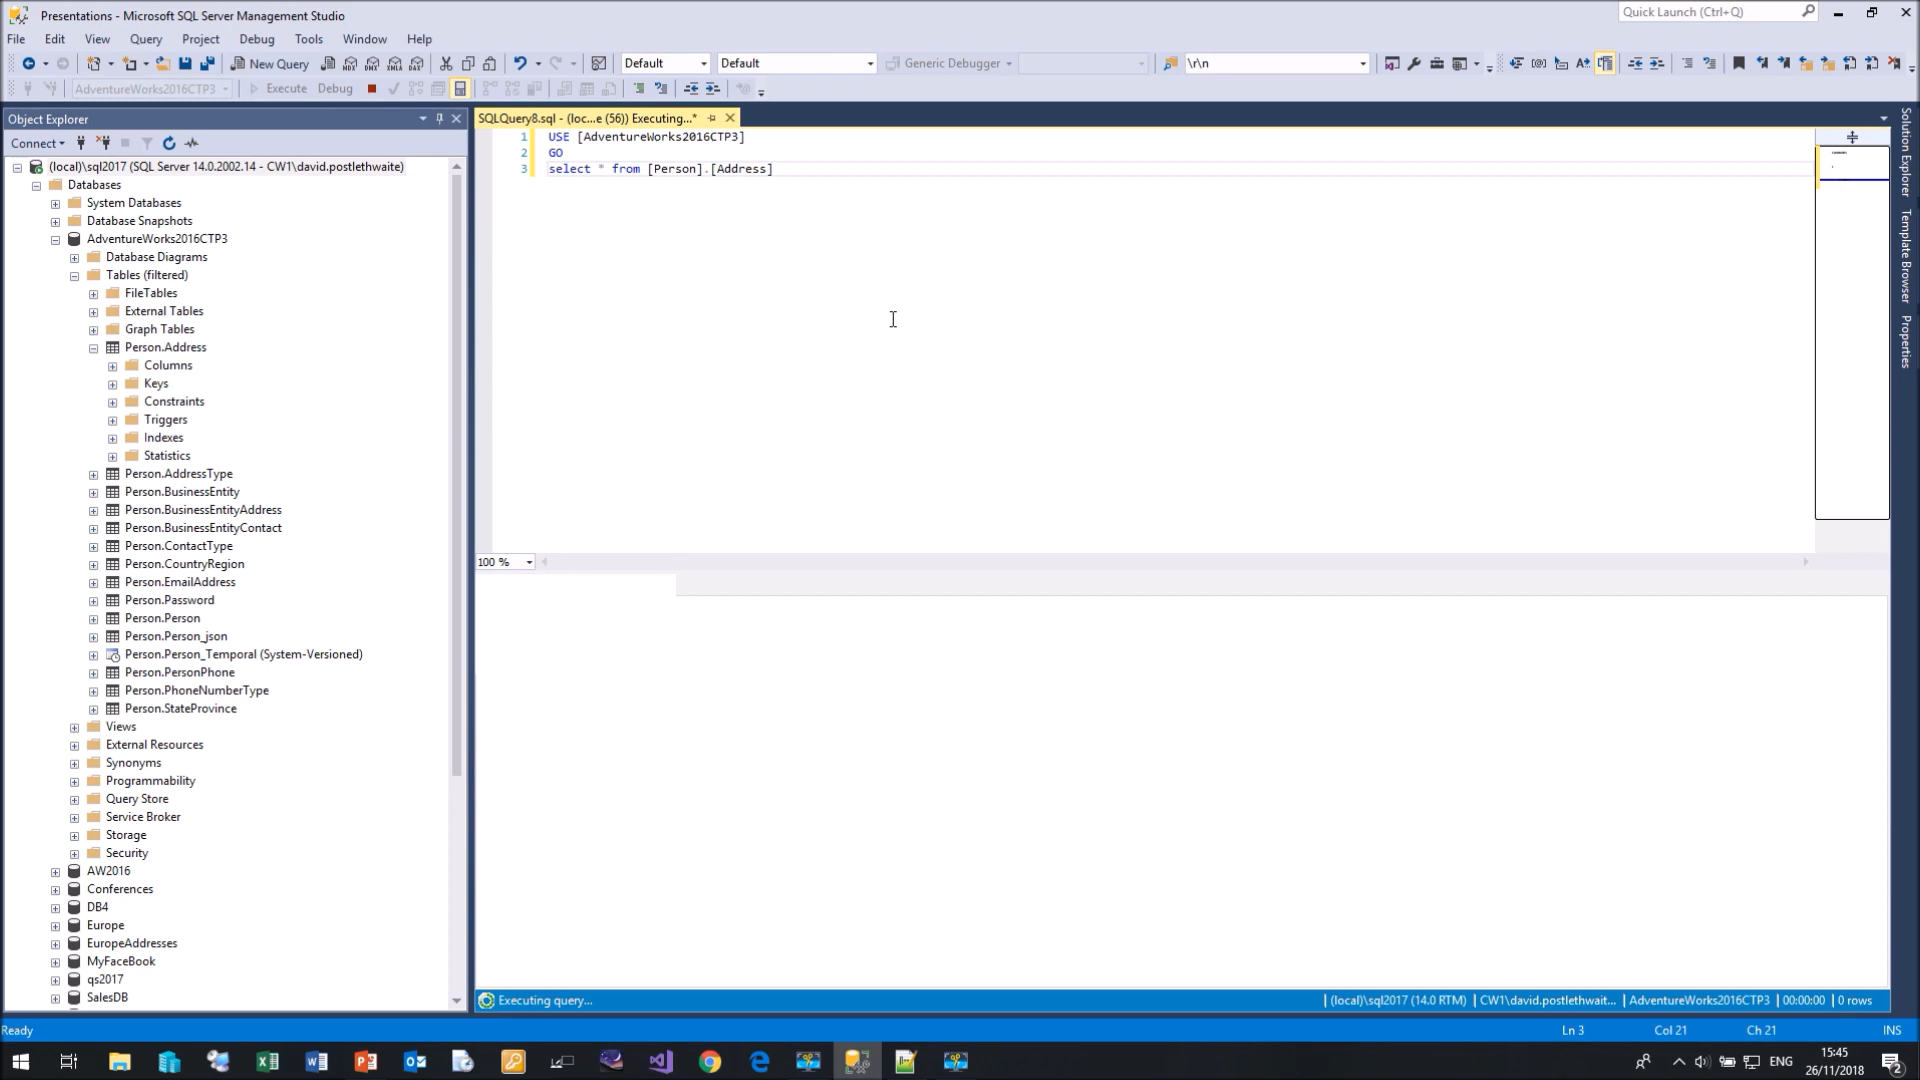 Presentations - Microsoft SQL Server Management Studio
Quick Launch (Ctrl+Q)
File Edit View Query Project Debug Tools Window Help
New Query
MDX DMX XMLA DAX
Default
Default
Generic Debugger
\r\n
AdventureWorks2016CTP3
Execute Debug
Object Explorer
SQLQuery8.sql - (loc...e (56)) Executing...*
Connect
(local)\sql2017 (SQL Server 14.0.2002.14 - CW1\david.postlethwaite)
Databases
System Databases
Database Snapshots
AdventureWorks2016CTP3
Database Diagrams
Tables (filtered)
FileTables
External Tables
Graph Tables
Person.Address
Columns
Keys
Constraints
Triggers
Indexes
Statistics
Person.AddressType
Person.BusinessEntity
Person.BusinessEntityAddress
Person.BusinessEntityContact
Person.ContactType
Person.CountryRegion
Person.EmailAddress
Person.Password
Person.Person
Person.Person_json
Person.Person_Temporal (System-Versioned)
Person.PersonPhone
Person.PhoneNumberType
Person.StateProvince
Views
External Resources
Synonyms
Programmability
Query Store
Service Broker
Storage
Security
AW2016
Conferences
DB4
Europe
EuropeAddresses
MyFaceBook
qs2017
SalesDB
1 USE [AdventureWorks2016CTP3]
2 GO
3 select * from [Person].[Address]
100 %
Solution Explorer
Template Browser
Properties
Executing query...
(local)\sql2017 (14.0 RTM) CW1\david.postlethwait... AdventureWorks2016CTP3 00:00:00 0 rows
Ready
Ln 3 Col 21 Ch 21 INS
ENG
15:45
26/11/2018
2